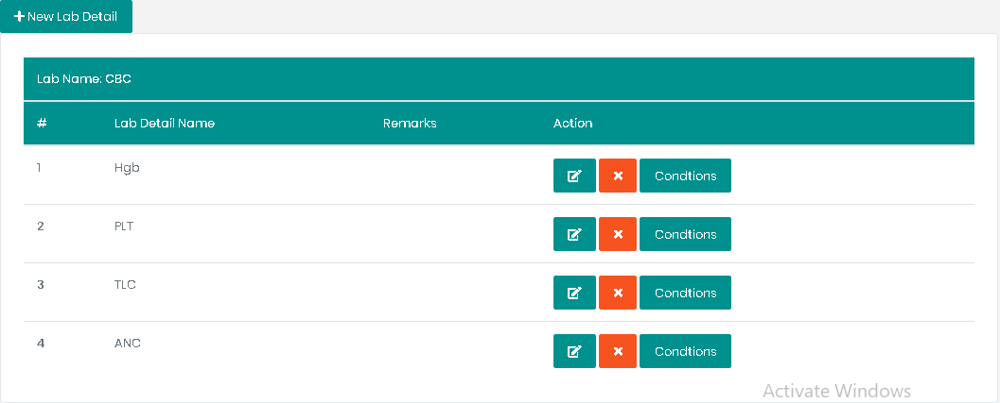 New Lab Detail
Lab Name: CBC
# Lab Detail Name Remarks Action
1 Hgb Condtions
2 PLT Condtions
3 TLC Condtions
4 ANC Condtions
Activate Windows